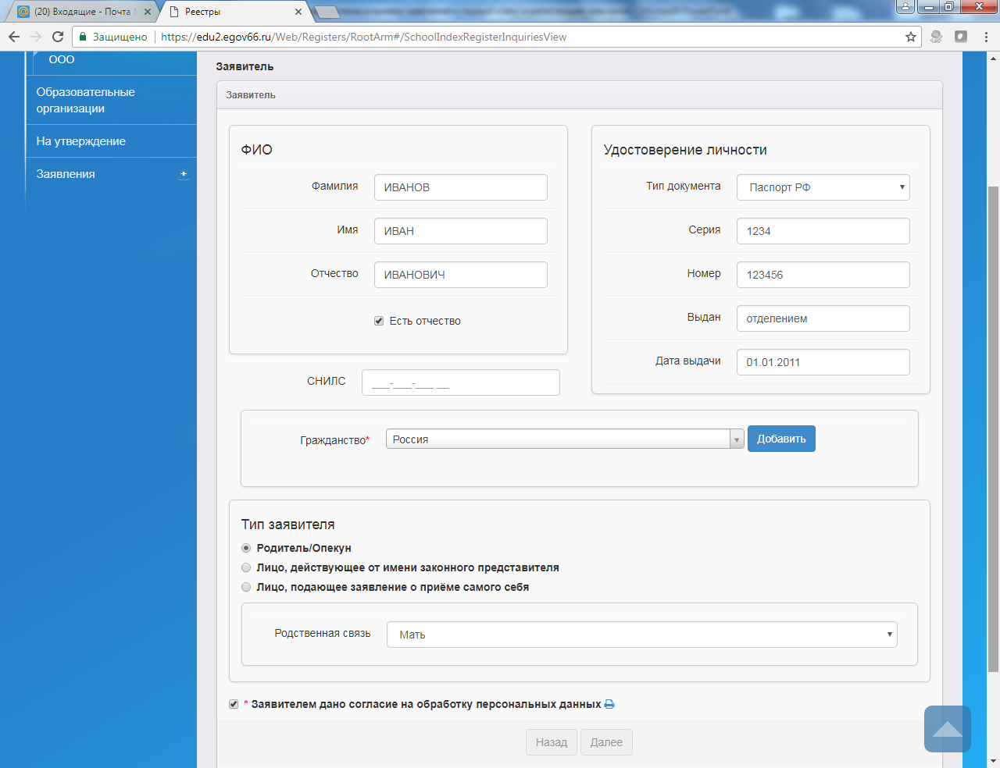 (20) Входящие - Почта
Реестры
Защищено
https://edu2.egov66.ru/Web/Registers/RootArm#/SchoolIndexRegisterInquiriesView
ООО
Образовательные
организации
На утверждение
Заявления
Заявитель
Заявитель
ФИО
Фамилия ИВАНОВ
Имя ИВАН
Отчество ИВАНОВИЧ
Есть отчество
СНИЛС ___-___-___ __
Удостоверение личности
Тип документа Паспорт РФ
Серия 1234
Номер 123456
Выдан отделением
Дата выдачи 01.01.2011
Гражданство* Россия Добавить
Тип заявителя
Родитель/Опекун
Лицо, действующее от имени законного представителя
Лицо, подающее заявление о приёме самого себя
Родственная связь Мать
* Заявителем дано согласие на обработку персональных данных
Назад Далее